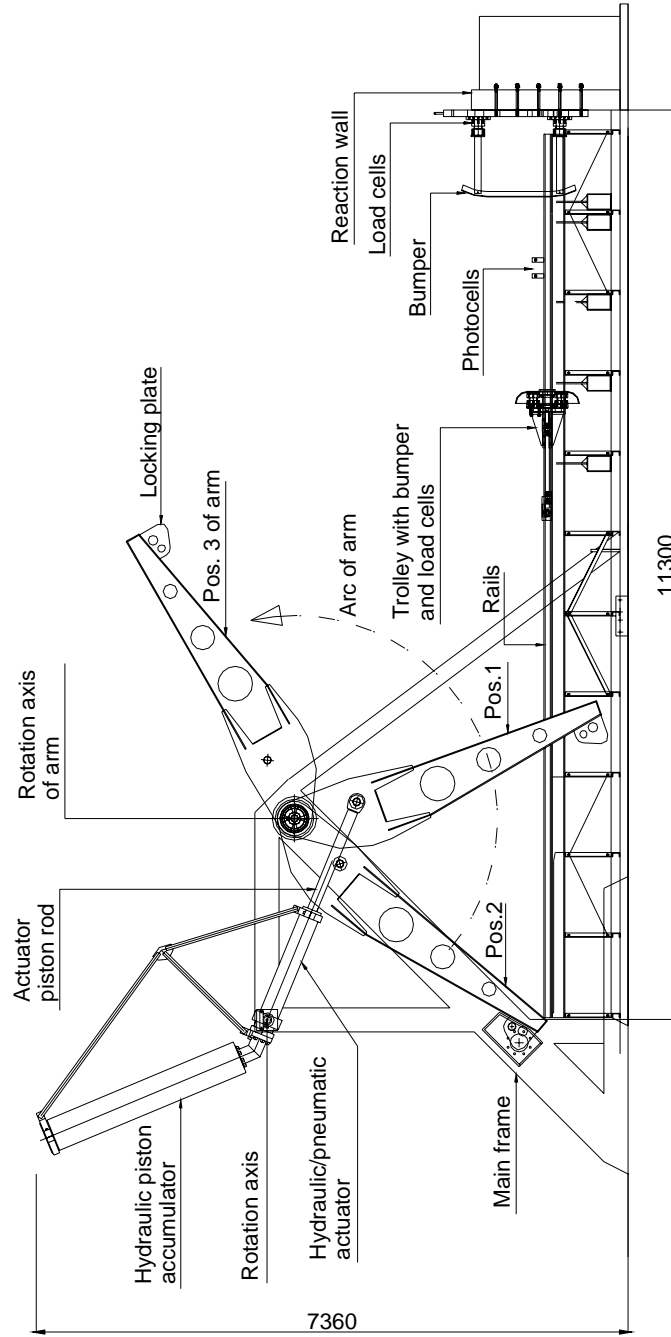 Reaction wall
Load cells
Bumper
Photocells
Locking plate
Pos. 3 of arm
Arc of arm
Trolley with bumper
and load cells
Rails
Pos.1
Rotation axis
of arm
Actuator
piston rod
Pos.2
Hydraulic piston
accumulator
Rotation axis
Hydraulic/pneumatic
actuator
Main frame
11300
7360